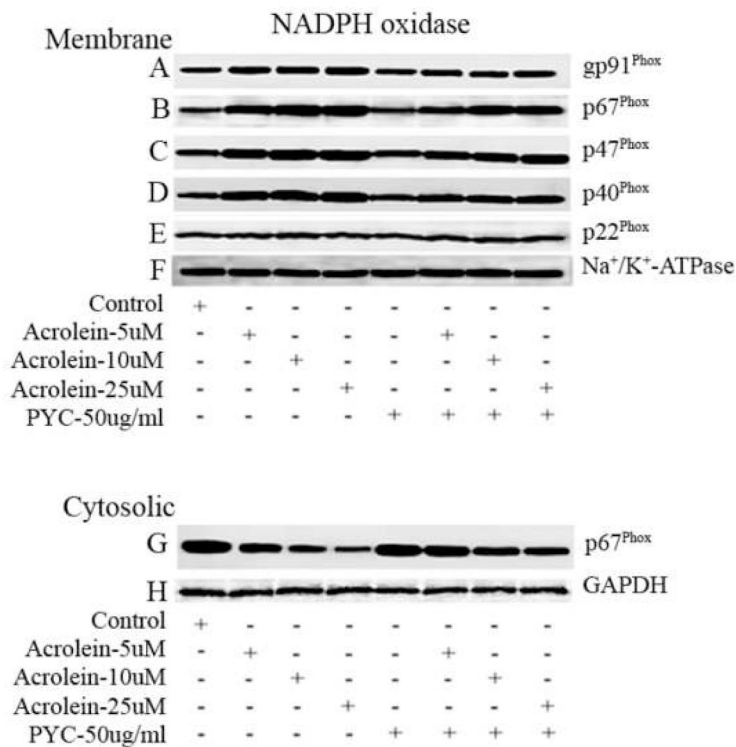 NADPH oxidase
Membrane
A gp91Phox
B p67Phox
C p47Phox
D p40Phox
E p22Phox
F Na+/K+-ATPase
Control + - - - - - - -
Acrolein-5uM - + - - - + - -
Acrolein-10uM - - + - - - + -
Acrolein-25uM - - - + - - - +
PYC-50ug/ml - - - - + + + +
Cytosolic
G p67Phox
H GAPDH
Control + - - - - - - -
Acrolein-5uM - + - - - + - -
Acrolein-10uM - - + - - - + -
Acrolein-25uM - - - + - - - +
PYC-50ug/ml - - - - + + + +